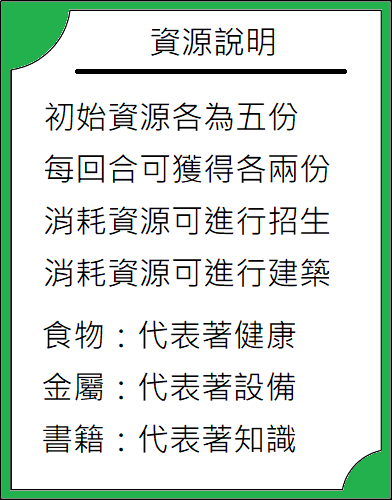 資源說明
初始資源各為五份
每回合可獲得各兩份
消耗資源可進行招生
消耗資源可進行建築
食物：代表著健康
金屬：代表著設備
書籍：代表著知識